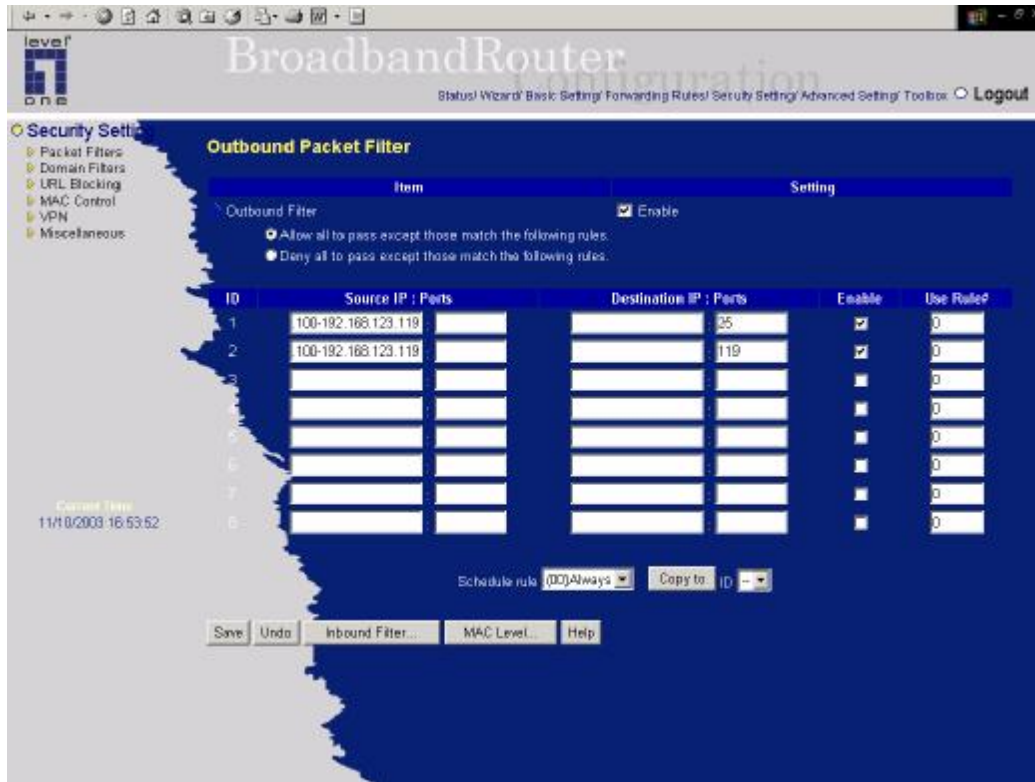 level
one
BroadbandRouter
Configuration
Status/ Wizard/ Basic Setting/ Forwarding Rules/ Security Setting/ Advanced Setting/ Toolbox Logout
Security Setti
Packet Filters
Domain Filters
URL Blocking
MAC Control
VPN
Miscellaneous
Current Time
11/10/2003 16:53:52
Outbound Packet Filter
Item Setting
Outbound Filter Enable
Allow all to pass except those match the following rules.
Deny all to pass except those match the following rules.
ID Source IP : Ports Destination IP : Ports Enable Use Rule#
1 .100-192.168.123.119 : : 25 0
2 .100-192.168.123.119 : : 119 0
3 : : 0
4 : : 0
5 : : 0
6 : : 0
7 : : 0
8 : : 0
Schedule rule (00)Always Copy to ID --
Save Undo Inbound Filter... MAC Level... Help